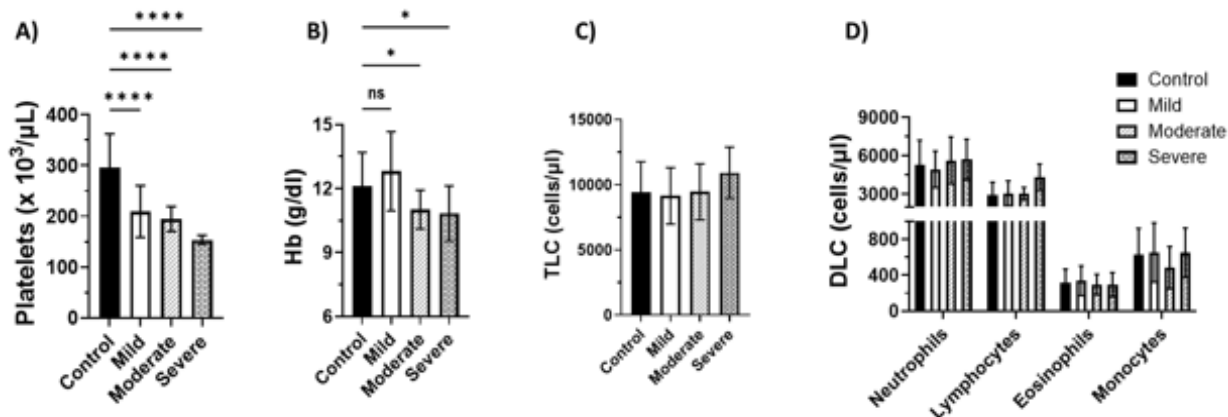 A)
****
****
****
Platelets (x 10³/µL)
400
300
200
100
0
Control
Mild
Moderate
Severe
B)
*
*
ns
Hb (g/dl)
15
12
9
6
Control
Mild
Moderate
Severe
C)
TLC (cells/µl)
15000
10000
5000
0
Control
Mild
Moderate
Severe
D)
Control
Mild
Moderate
Severe
DLC (cells/µl)
9000
6000
3000
800
400
0
Neutrophils
Lymphocytes
Eosinophils
Monocytes